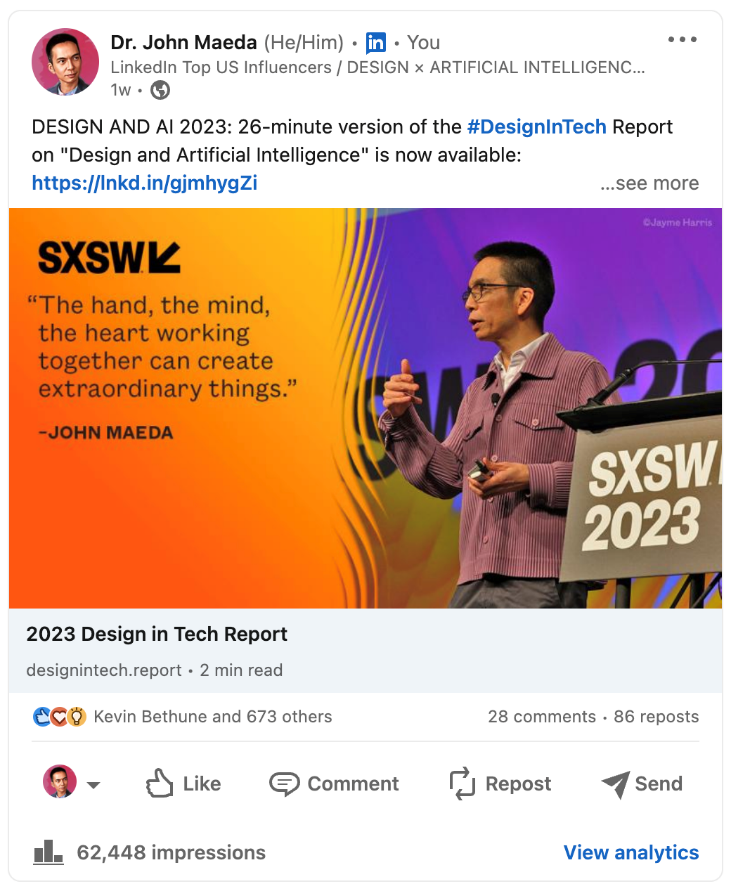 Dr. John Maeda (He/Him) • in • You
LinkedIn Top US Influencers / DESIGN × ARTIFICIAL INTELLIGENC...
1w •
DESIGN AND AI 2023: 26-minute version of the #DesignInTech Report
on "Design and Artificial Intelligence" is now available:
https://lnkd.in/gjmhygZi
...see more
©Jayme Harris
SXSW
“The hand, the mind,
the heart working
together can create
extraordinary things.”
–JOHN MAEDA
SXSW
2023
2023 Design in Tech Report
designintech.report • 2 min read
Kevin Bethune and 673 others
28 comments • 86 reposts
Like
Comment
Repost
Send
62,448 impressions
View analytics